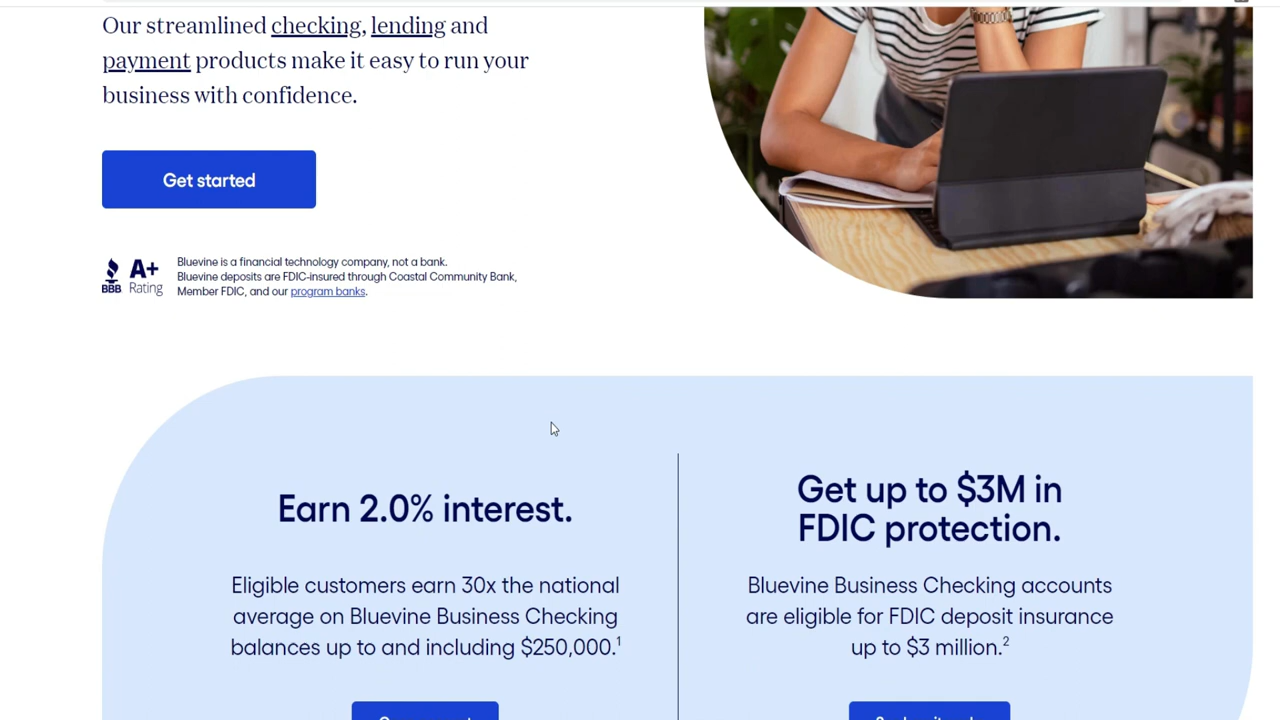 Our streamlined checking, lending and
payment products make it easy to run your
business with confidence.
Get started
BBB
A+
Rating
Bluevine is a financial technology company, not a bank.
Bluevine deposits are FDIC-insured through Coastal Community Bank,
Member FDIC, and our program banks.
Earn 2.0% interest.
Eligible customers earn 30x the national
average on Bluevine Business Checking
balances up to and including $250,000.1
Get up to $3M in
FDIC protection.
Bluevine Business Checking accounts
are eligible for FDIC deposit insurance
up to $3 million.2